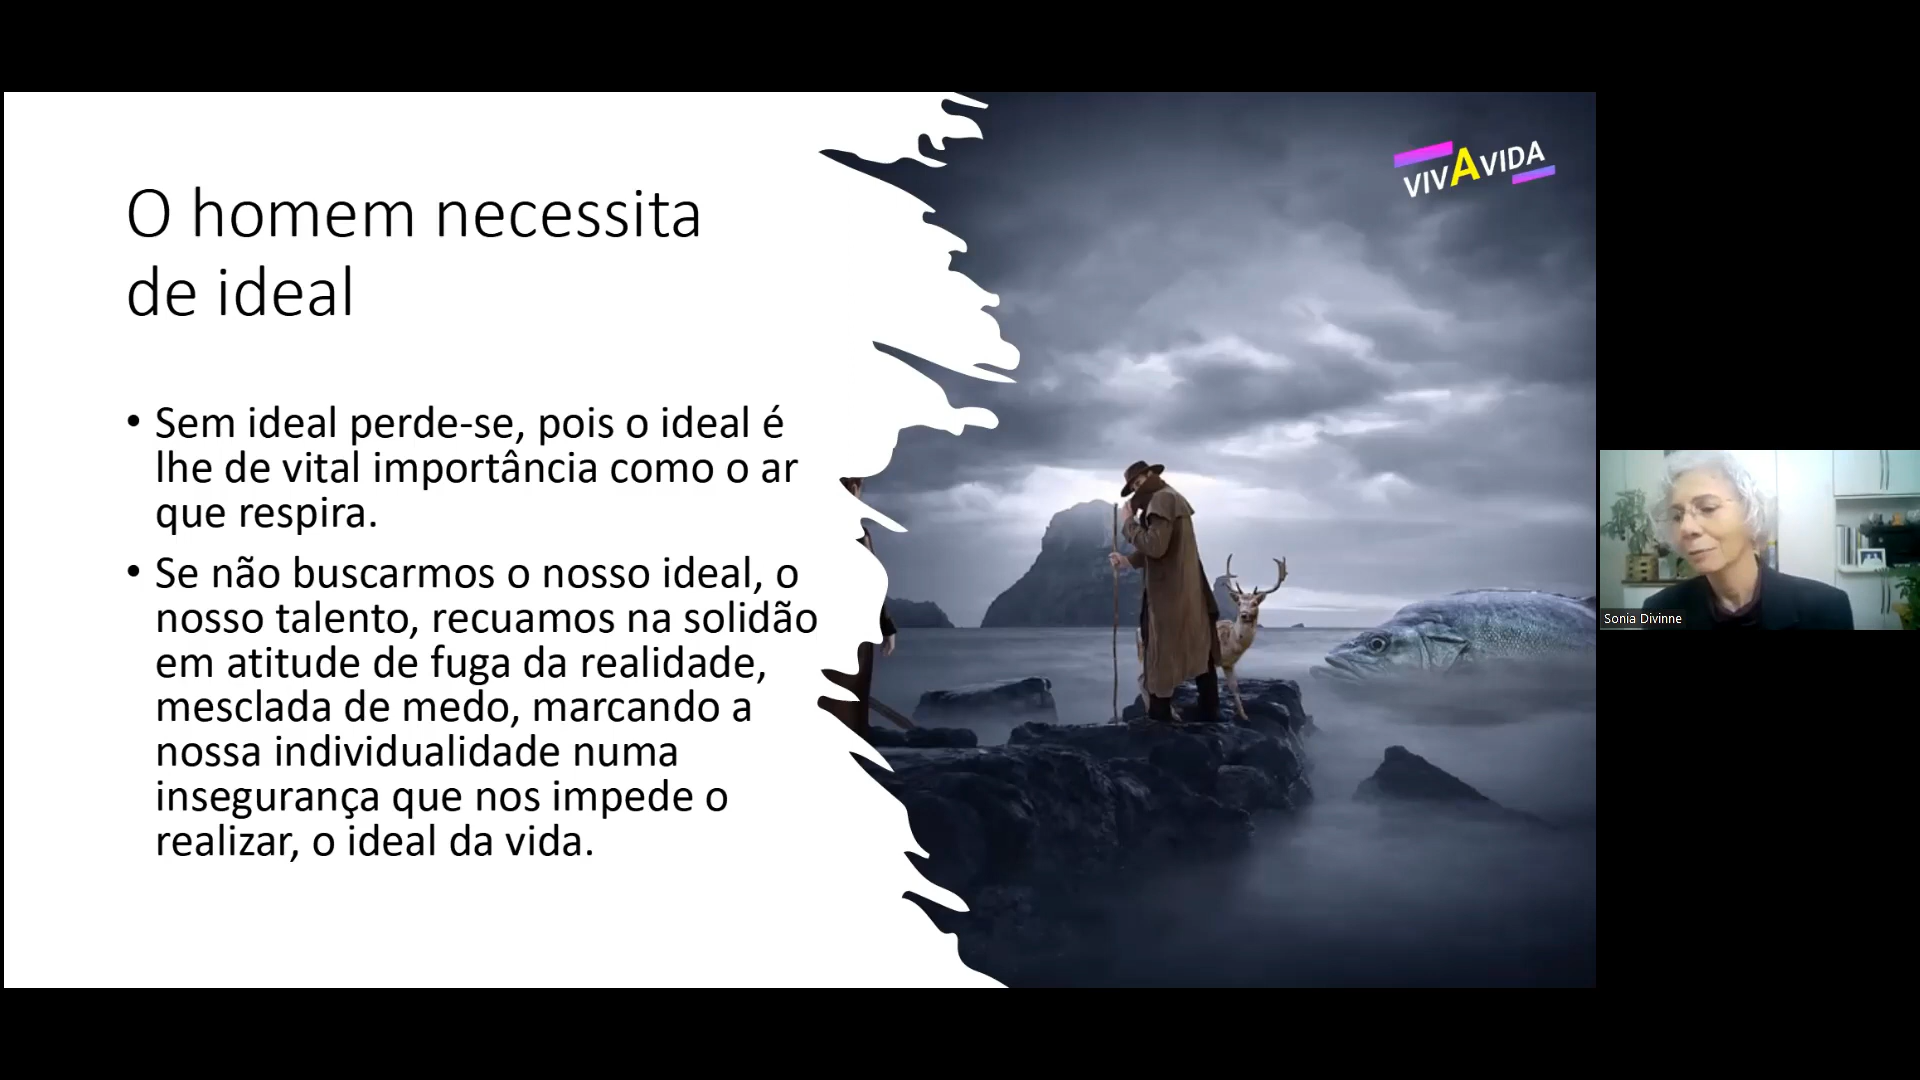 O homem necessita
de ideal
• Sem ideal perde-se, pois o ideal é
lhe de vital importância como o ar
que respira.
• Se não buscarmos o nosso ideal, o
nosso talento, recuamos na solidão
em atitude de fuga da realidade,
mesclada de medo, marcando a
nossa individualidade numa
insegurança que nos impede o
realizar, o ideal da vida.
VIVAVIDA
Sonia Divinne